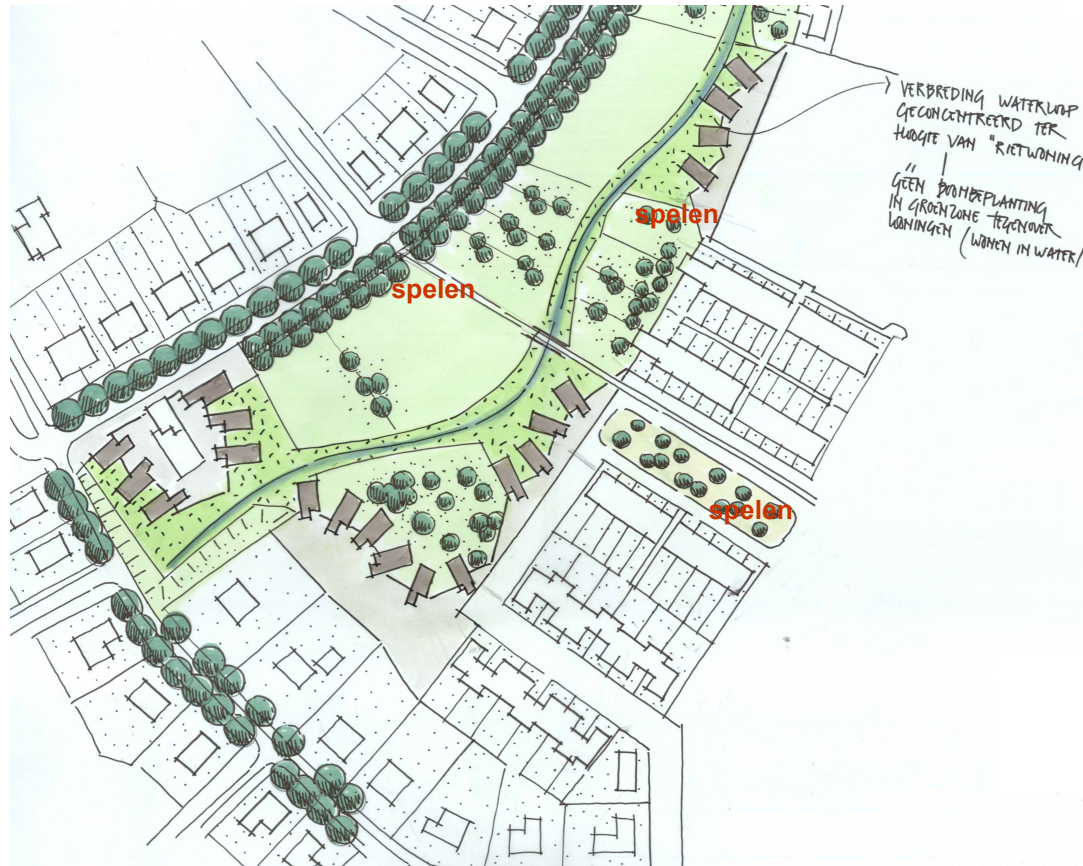 VERBREDING WATERLOOP
GECONCENTREERD TER
HOOGTE VAN "RIETWONING
"
GEEN BOOMBEPLANTING
IN GROENZONE TEGENOVER
WONINGEN (WONEN IN WATER/
spelen
spelen
spelen